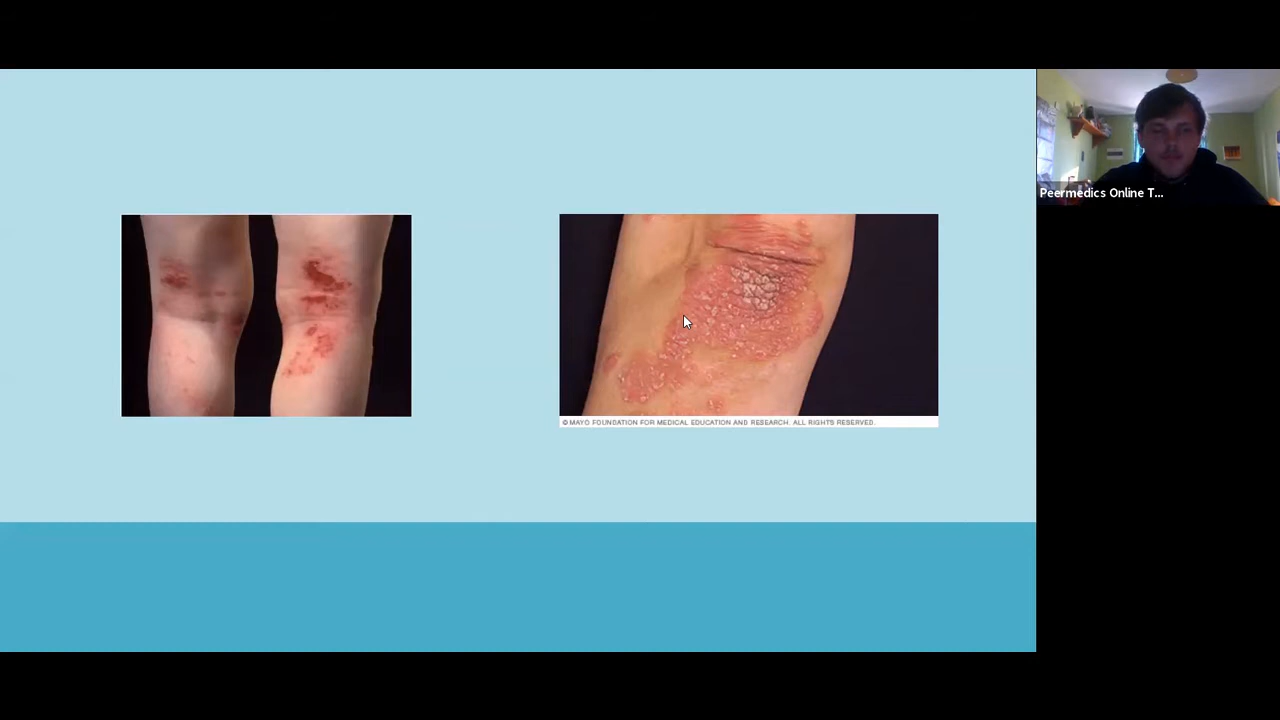 Peermedics Online T...
© MAYO FOUNDATION FOR MEDICAL EDUCATION AND RESEARCH. ALL RIGHTS RESERVED.